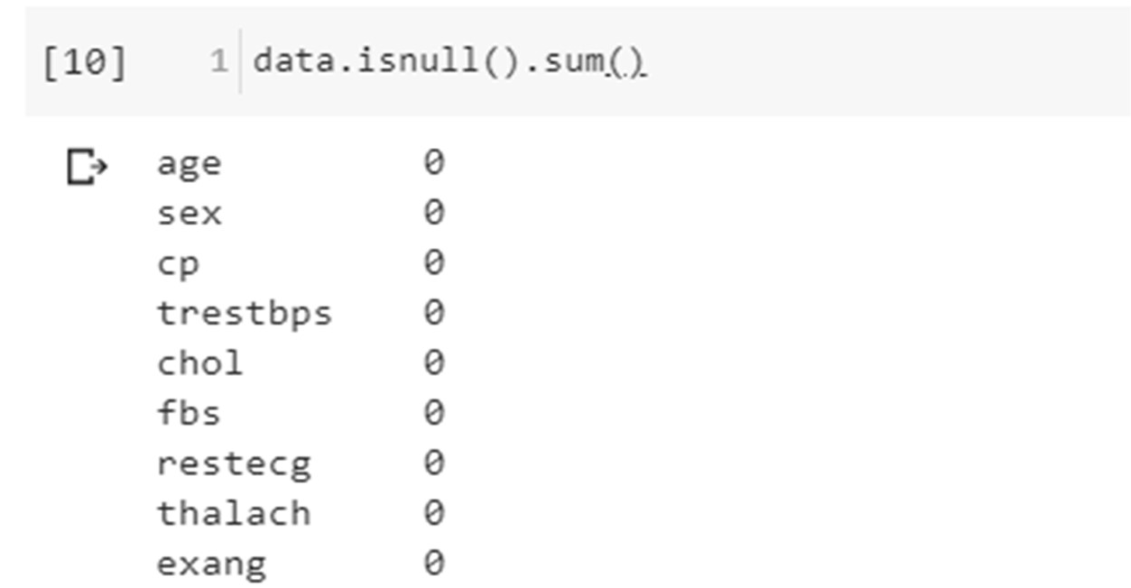 [10] 1 data.isnull().sum()
age 0
sex 0
cp 0
trestbps 0
chol 0
fbs 0
restecg 0
thalach 0
exang 0